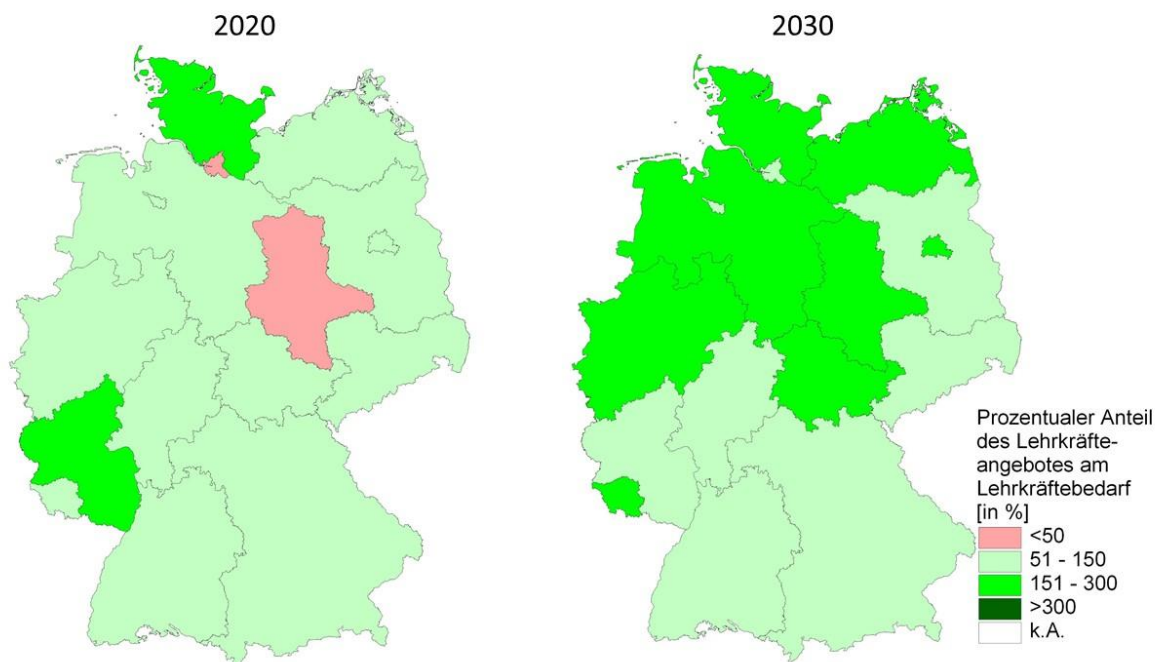 2020
2030
Prozentualer Anteil
des Lehrkräfte-
angebotes am
Lehrkräftebedarf
[in %]
<50
51 - 150
151 - 300
>300
k.A.